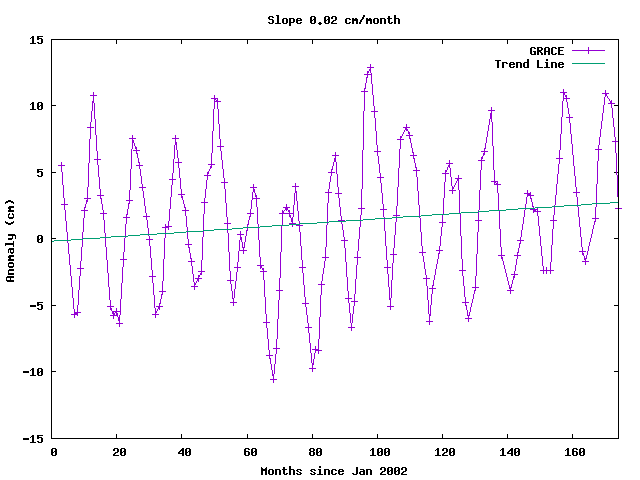 Slope 0.02 cm/month
GRACE
Trend Line
15
10
5
0
-5
-10
-15
Anomaly (cm)
0 20 40 60 80 100 120 140 160
Months since Jan 2002